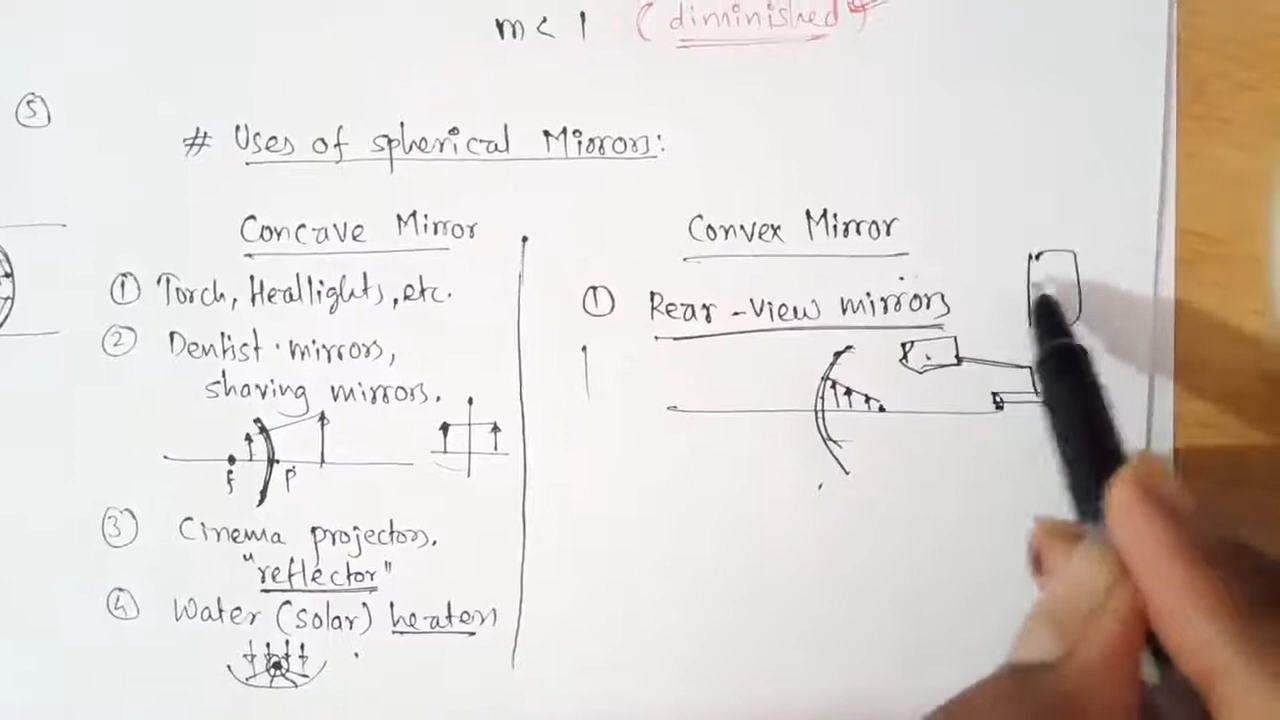 m < 1 (diminished)
5
# Uses of spherical Mirrors:
Concave Mirror
① Torch, Heallights, etc.
② Dentist mirrors,
shaving mirrors.
F P
③ Cinema projectors.
"reflector"
④ Water (solar) heaters
Convex Mirror
① Rear-view mirrors